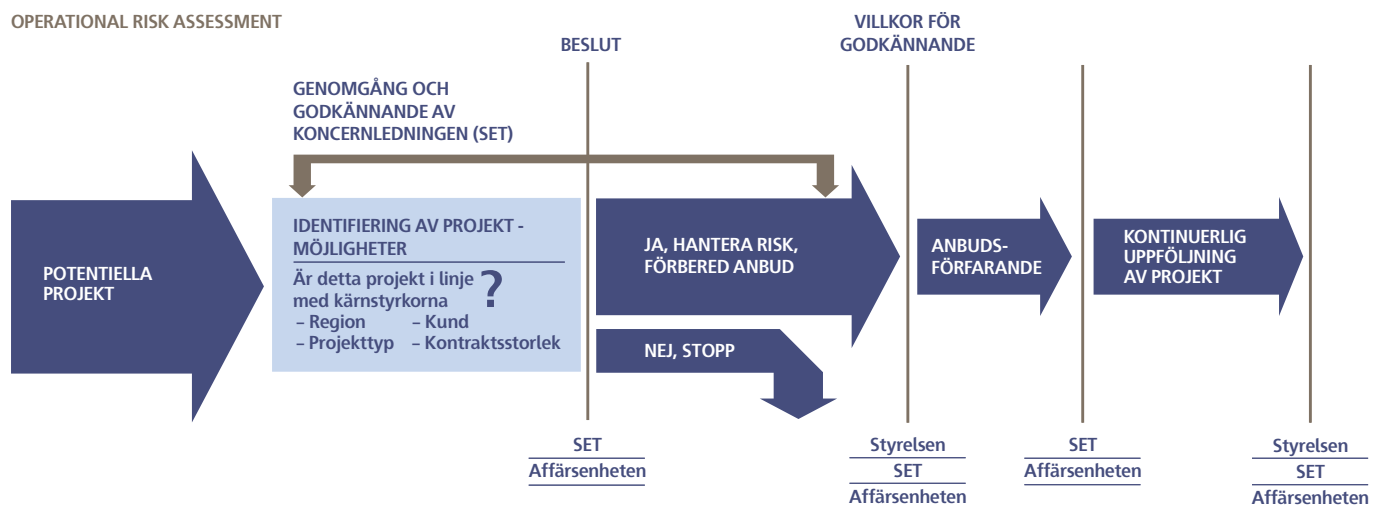 OPERATIONAL RISK ASSESSMENT
BESLUT
VILLKOR FÖR
GODKÄNNANDE
GENOMGÅNG OCH
GODKÄNNANDE AV
KONCERNLEDNINGEN (SET)
POTENTIELLA
PROJEKT
IDENTIFIERING AV PROJEKT -
MÖJLIGHETER
Är detta projekt i linje
med kärnstyrkorna
?
– Region – Kund
– Projekttyp – Kontraktsstorlek
JA, HANTERA RISK,
FÖRBERED ANBUD
NEJ, STOPP
ANBUDS-
FÖRFARANDE
KONTINUERLIG
UPPFÖLJNING
AV PROJEKT
SET
Affärsenheten
Styrelsen
SET
Affärsenheten
SET
Affärsenheten
Styrelsen
SET
Affärsenheten